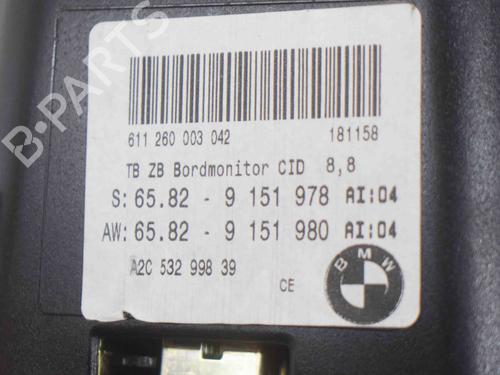 B-PARTS
611 260 003 042 181158
TB ZB Bordmonitor CID 8,8
S: 65.82 - 9 151 978 AI:04
AW: 65.82 - 9 151 980 AI:04
A2C 532 998 39
CE
BMW